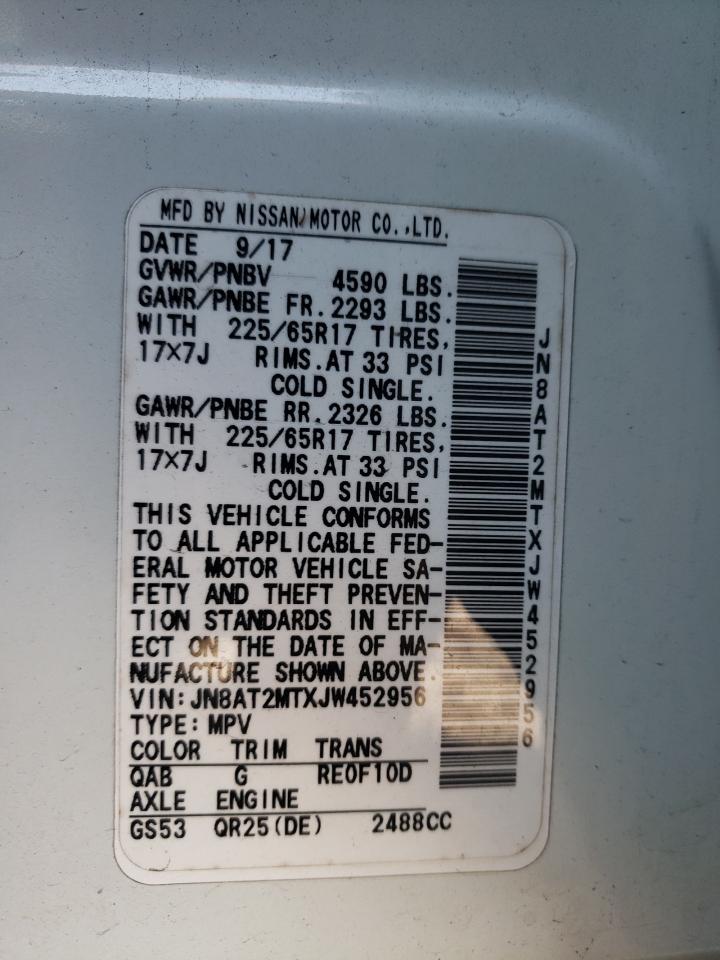 MFD BY NISSAN MOTOR CO.,LTD.
DATE 9/17
GVWR/PNBV 4590 LBS.
GAWR/PNBE FR.2293 LBS.
WITH 225/65R17 TIRES,
17X7J RIMS.AT 33 PSI
COLD SINGLE.
GAWR/PNBE RR.2326 LBS.
WITH 225/65R17 TIRES,
17X7J RIMS.AT 33 PSI
COLD SINGLE.
THIS VEHICLE CONFORMS
TO ALL APPLICABLE FED-
ERAL MOTOR VEHICLE SA-
FETY AND THEFT PREVEN-
TION STANDARDS IN EFF-
ECT ON THE DATE OF MA-
NUFACTURE SHOWN ABOVE.
VIN:JN8AT2MTXJW452956
TYPE:MPV
COLOR TRIM TRANS
QAB G RE0F10D
AXLE ENGINE
GS53 QR25(DE) 2488CC
JN8AT2MTXJW452956